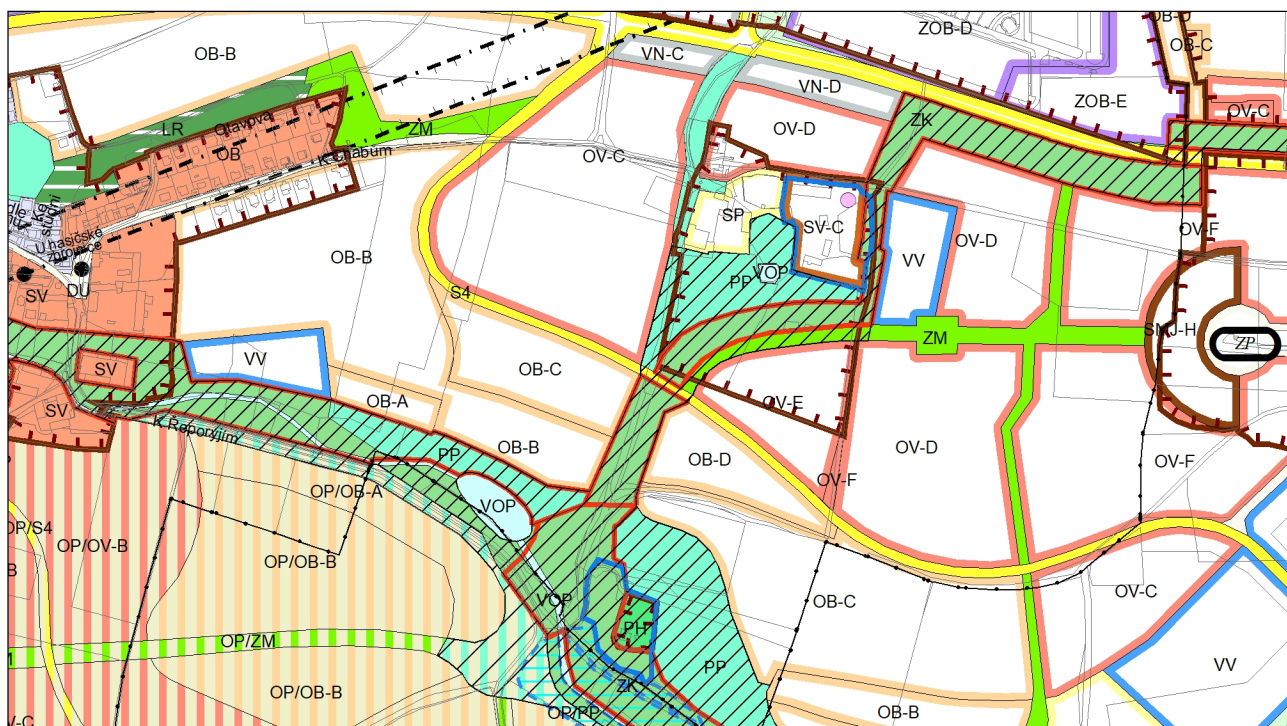 OB-D
ZOB-D
OB-B
VN-C
OB-C
VN-D
ZOB-E
OV-C
ZK
LR
Otavova
ZM
OV-D
OB
K Chabům
OV-C
SP
SV-C
U hasičské
zbrojnice
OV-F
OV-D
OB-B
VV
VOP
PP
DU
S4
SV
SMJ-H
ZM
ZP
VV
SV
OB-C
OB-A
OV-E
SV
K Řeporyjím
OB-B
OV-D
PP
OB-D
OV-F
OV-F
OP/OB-A
VOP
OP/S4
OP/OV-B
OP/OB-B
B
OV-C
VOP
OB-C
PH
OP/ZM
VV
PP
ZK
OP/OB-B
OP/PP
OB-B
V-C